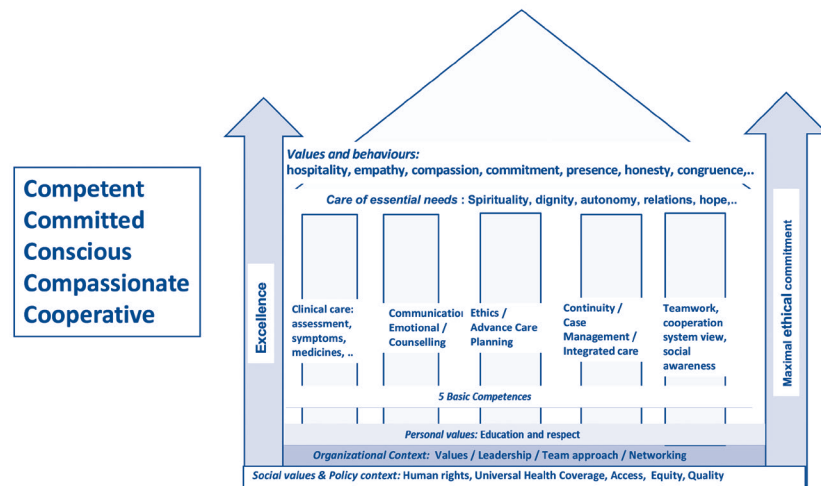 Competent
Committed
Conscious
Compassionate
Cooperative
Excellence
Values and behaviours:
hospitality, empathy, compassion, commitment, presence, honesty, congruence,..
Care of essential needs : Spirituality, dignity, autonomy, relations, hope,..
Clinical care:
assessment,
symptoms,
medicines, ..
Communication
Emotional /
Counselling
Ethics /
Advance Care
Planning
Continuity /
Case
Management /
Integrated care
Teamwork,
cooperation
system view,
social
awareness
5 Basic Competences
Personal values: Education and respect
Organizational Context: Values / Leadership / Team approach / Networking
Social values & Policy context: Human rights, Universal Health Coverage, Access, Equity, Quality
Maximal ethical commitment